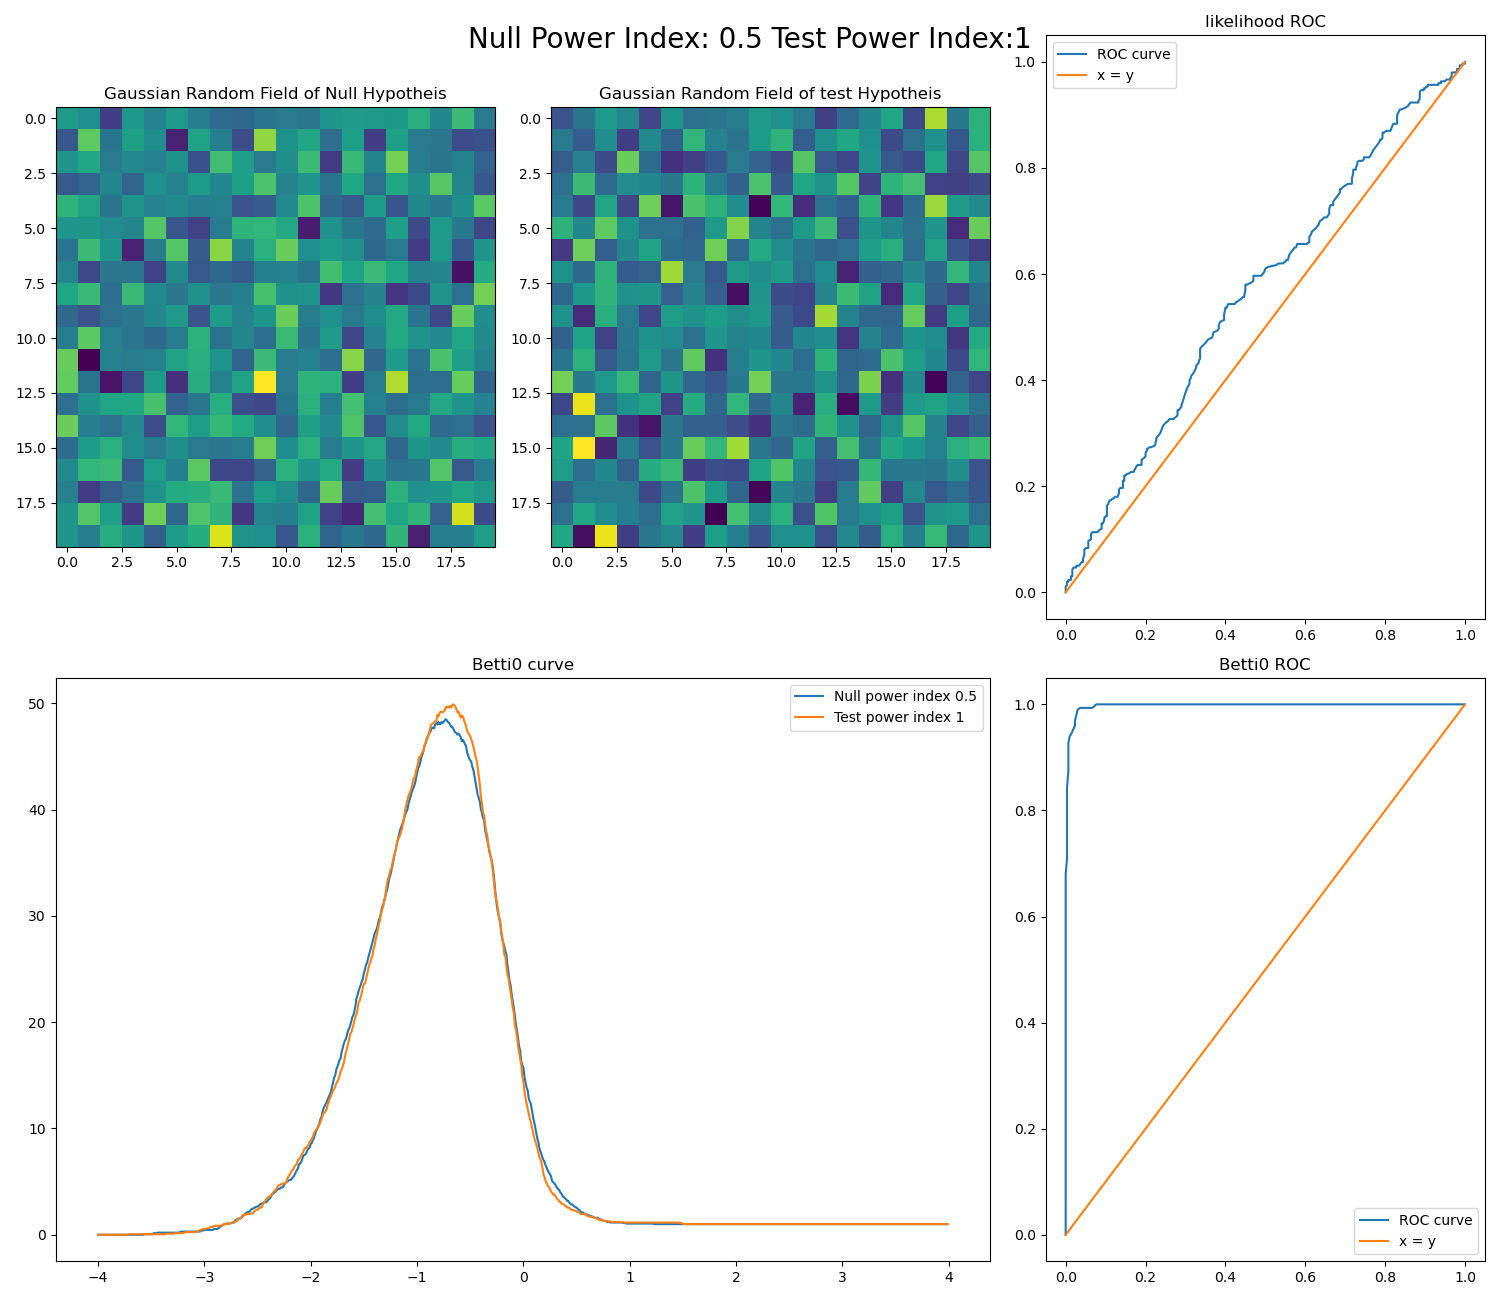 Null Power Index: 0.5 Test Power Index:1
Gaussian Random Field of Null Hypotheis
0.0
2.5
5.0
7.5
10.0
12.5
15.0
17.5
0.0 2.5 5.0 7.5 10.0 12.5 15.0 17.5
Gaussian Random Field of test Hypotheis
0.0
2.5
5.0
7.5
10.0
12.5
15.0
17.5
0.0 2.5 5.0 7.5 10.0 12.5 15.0 17.5
likelihood ROC
ROC curve
x = y
1.0
0.8
0.6
0.4
0.2
0.0
0.0 0.2 0.4 0.6 0.8 1.0
Betti0 curve
Null power index 0.5
Test power index 1
50
40
30
20
10
0
−4 −3 −2 −1 0 1 2 3 4
Betti0 ROC
1.0
0.8
0.6
0.4
0.2
0.0
ROC curve
x = y
0.0 0.2 0.4 0.6 0.8 1.0